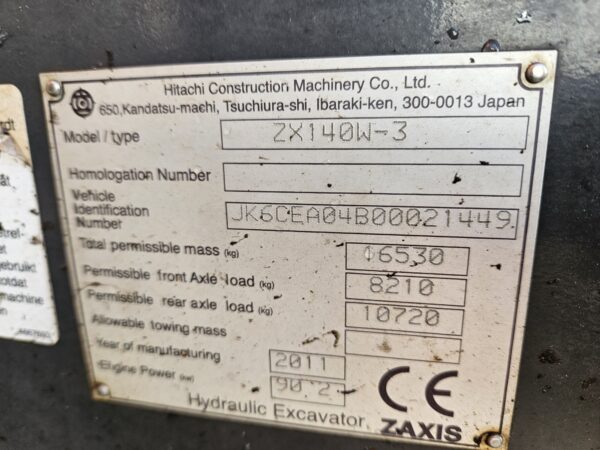 Hitachi Construction Machinery Co., Ltd.
650,Kandatsu-machi, Tsuchiura-shi, Ibaraki-ken, 300-0013 Japan
Model / type ZX140W-3
Homologation Number
Vehicle Identification Number JK6CEA04B00021449
Total permissible mass (kg) 16530
Permissible front Axle load (kg) 8210
Permissible rear axle load (kg) 10720
Allowable towing mass
Year of manufacturing 2011
Engine Power (kw) 90.2
Hydraulic Excavator
CE
ZAXIS
ebruikt
machine